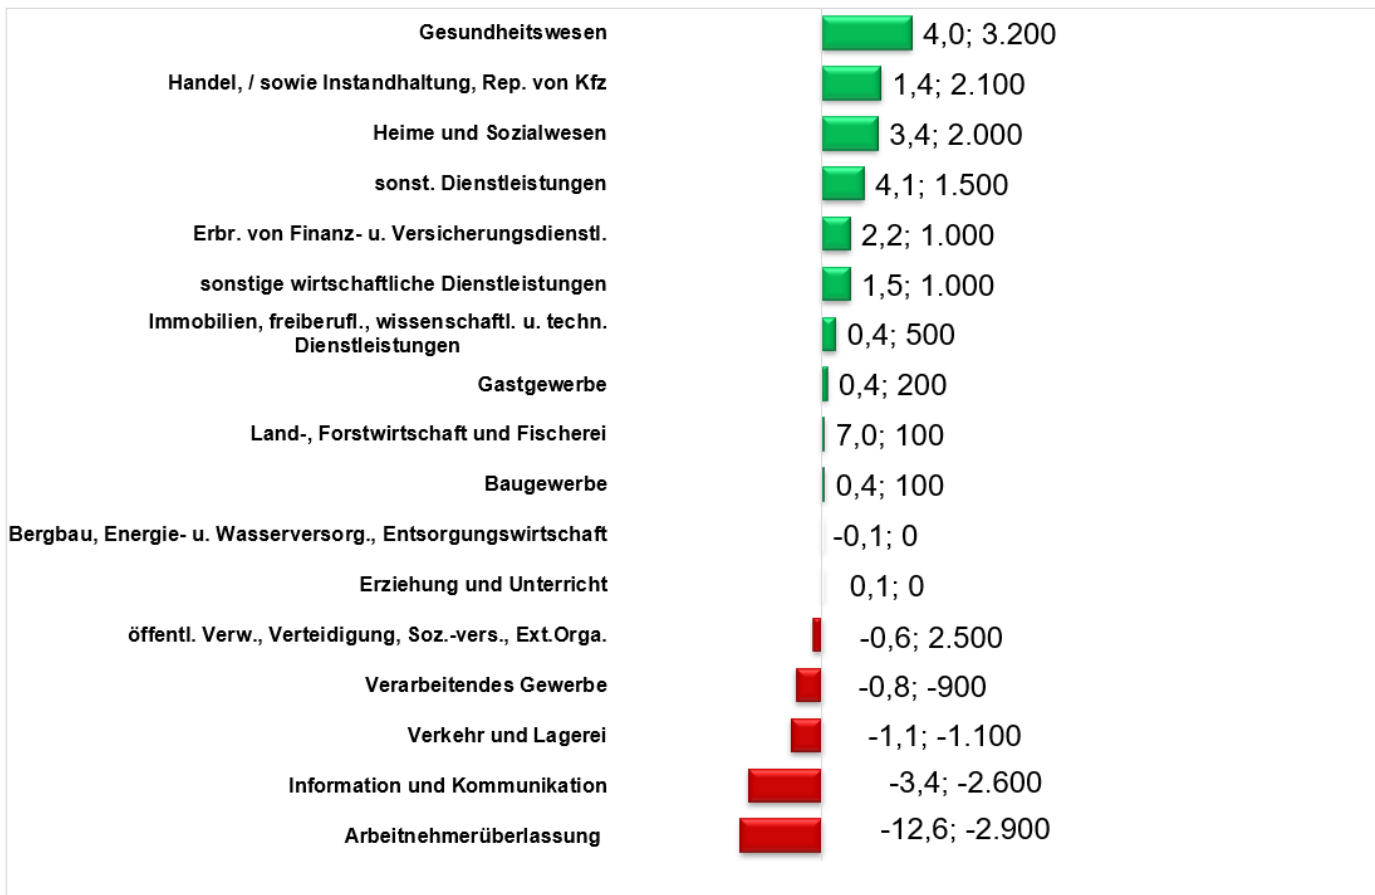 Gesundheitswesen 4,0; 3.200
Handel, / sowie Instandhaltung, Rep. von Kfz 1,4; 2.100
Heime und Sozialwesen 3,4; 2.000
sonst. Dienstleistungen 4,1; 1.500
Erbr. von Finanz- u. Versicherungsdienstl. 2,2; 1.000
sonstige wirtschaftliche Dienstleistungen 1,5; 1.000
Immobilien, freiberufl., wissenschaftl. u. techn.
Dienstleistungen 0,4; 500
Gastgewerbe 0,4; 200
Land-, Forstwirtschaft und Fischerei 7,0; 100
Baugewerbe 0,4; 100
Bergbau, Energie- u. Wasserversorg., Entsorgungswirtschaft -0,1; 0
Erziehung und Unterricht 0,1; 0
öffentl. Verw., Verteidigung, Soz.-vers., Ext.Orga. -0,6; 2.500
Verarbeitendes Gewerbe -0,8; -900
Verkehr und Lagerei -1,1; -1.100
Information und Kommunikation -3,4; -2.600
Arbeitnehmerüberlassung -12,6; -2.900